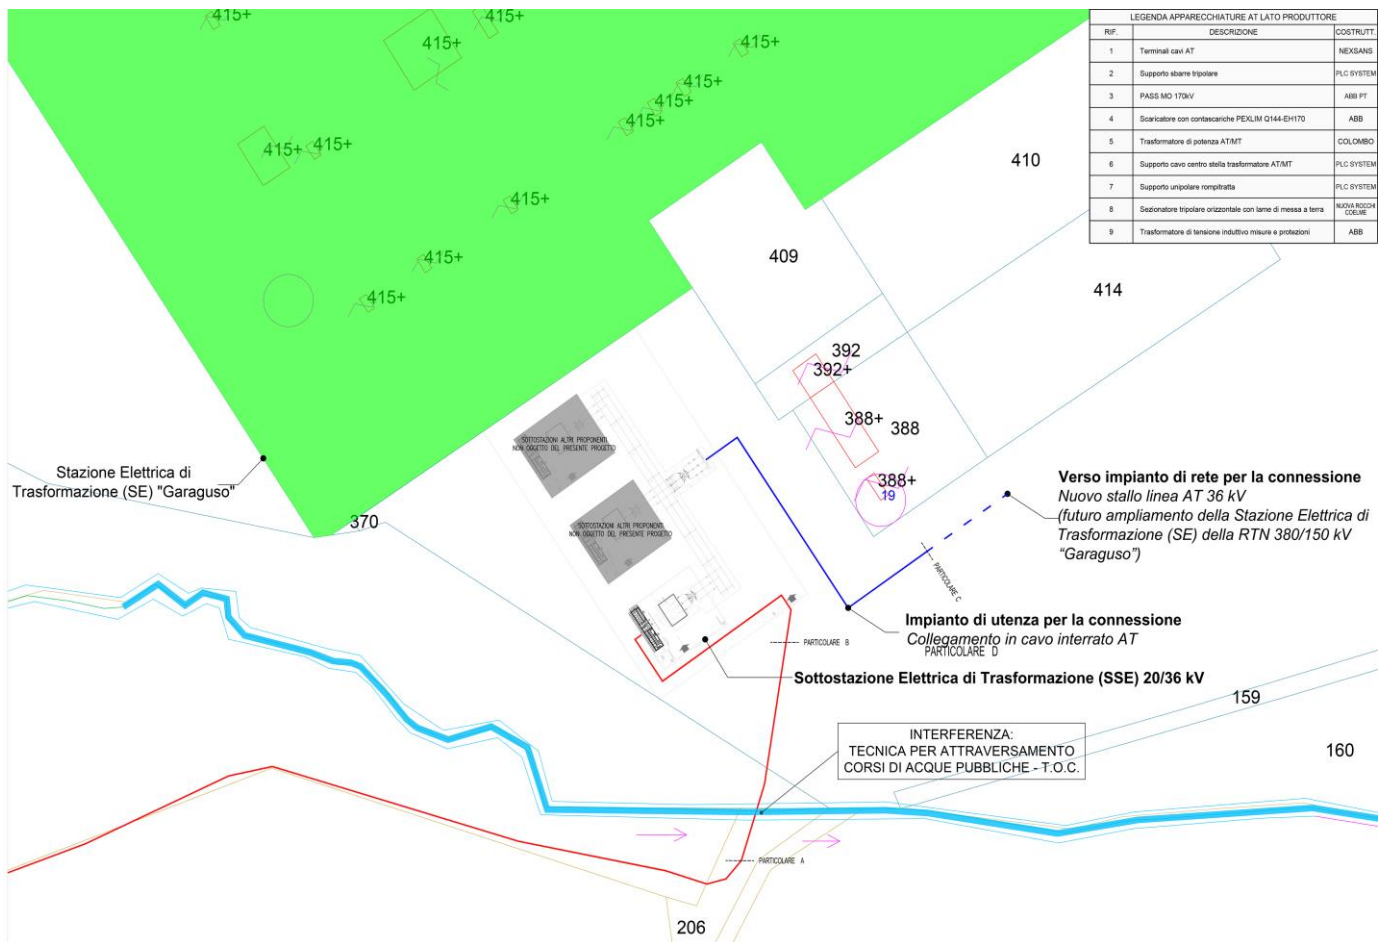 LEGENDA APPARECCHIATURE AT LATO PRODUTTORE
RIF. DESCRIZIONE COSTRUTT.
1 Terminali cavi AT NEXSANS
2 Supporto sbarre tripolare PLC SYSTEM
3 PASS MO 170kV ABB PT
4 Scaricatore con contascariche PEXLIM Q144-EH170 ABB
5 Trasformatore di potenza AT/MT COLOMBO
6 Supporto cavo centro stella trasformatore AT/MT PLC SYSTEM
7 Supporto unipolare rompitratta PLC SYSTEM
8 Sezionatore tripolare orizzontale con lame di messa a terra NUOVA ROCCHI
COELME
9 Trasformatore di tensione induttivo misure e protezioni ABB
415+
415+
415+
415+
415+
415+
415+
415+
415+
415+
415+
415+
410
409
414
392
392+
388+
388
388+
19
SOTTOSTAZIONI ALTRI PROPONENTI
NON OGGETTO DEL PRESENTE PROGETTO
SOTTOSTAZIONI ALTRI PROPONENTI
NON OGGETTO DEL PRESENTE PROGETTO
Stazione Elettrica di
Trasformazione (SE) "Garaguso"
370
Verso impianto di rete per la connessione
Nuovo stallo linea AT 36 kV
(futuro ampliamento della Stazione Elettrica di
Trasformazione (SE) della RTN 380/150 kV
“Garaguso”)
PARTICOLARE C
Impianto di utenza per la connessione
Collegamento in cavo interrato AT
PARTICOLARE D
PARTICOLARE B
Sottostazione Elettrica di Trasformazione (SSE) 20/36 kV
159
160
INTERFERENZA:
TECNICA PER ATTRAVERSAMENTO
CORSI DI ACQUE PUBBLICHE - T.O.C.
PARTICOLARE A
206